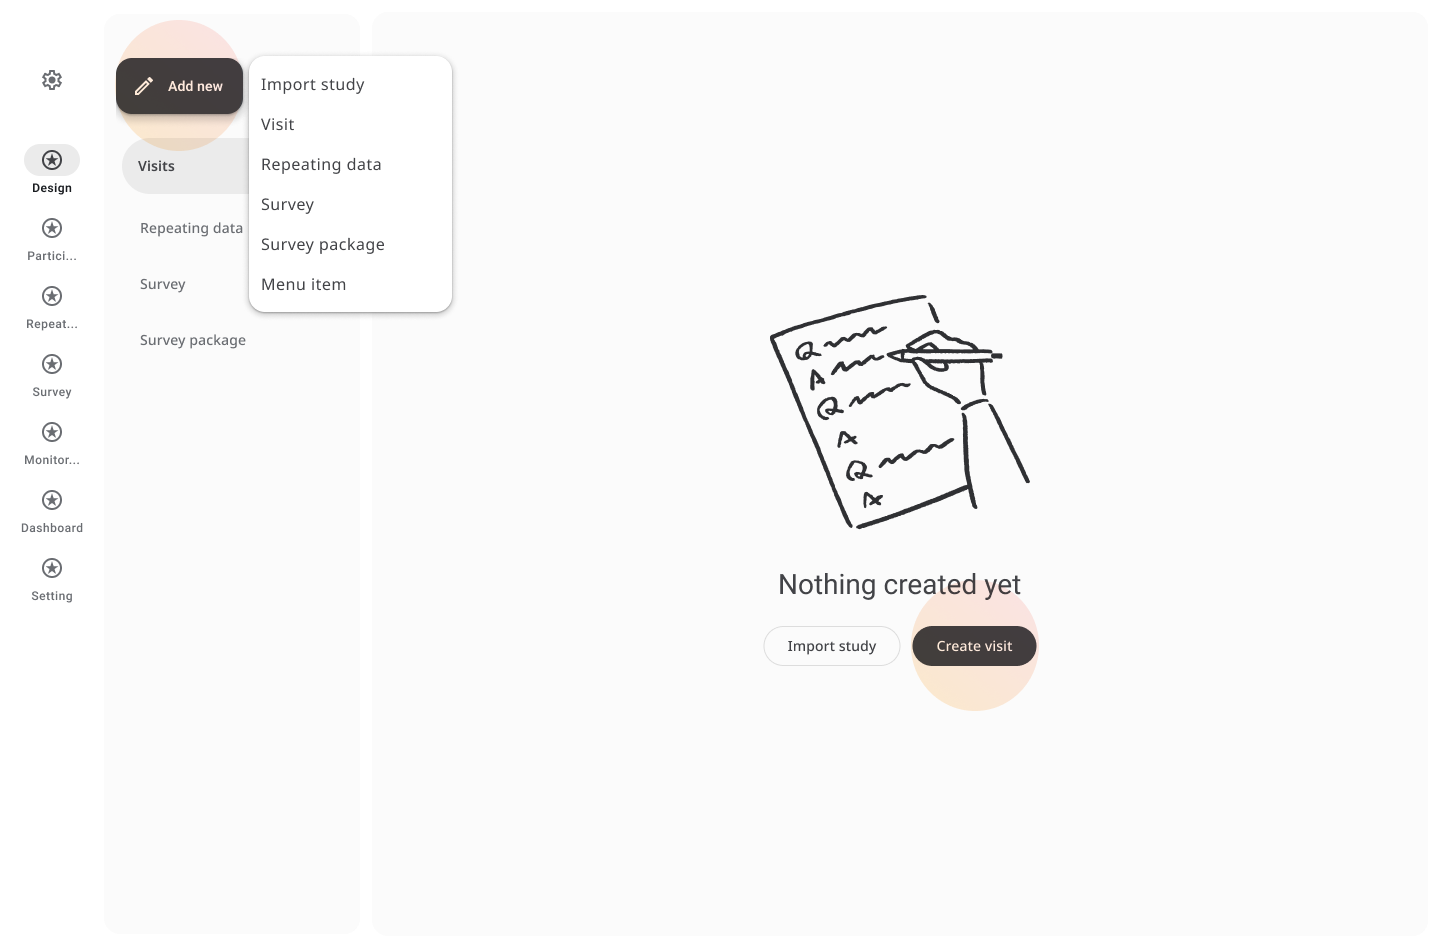 Add new
Import study
Visit
Repeating data
Survey
Survey package
Menu item
Visits
Repeating data
Survey
Survey package
Design
Partici...
Repeat...
Survey
Monitor...
Dashboard
Setting
Q
A
Q
A
Q
A
Nothing created yet
Import study
Create visit